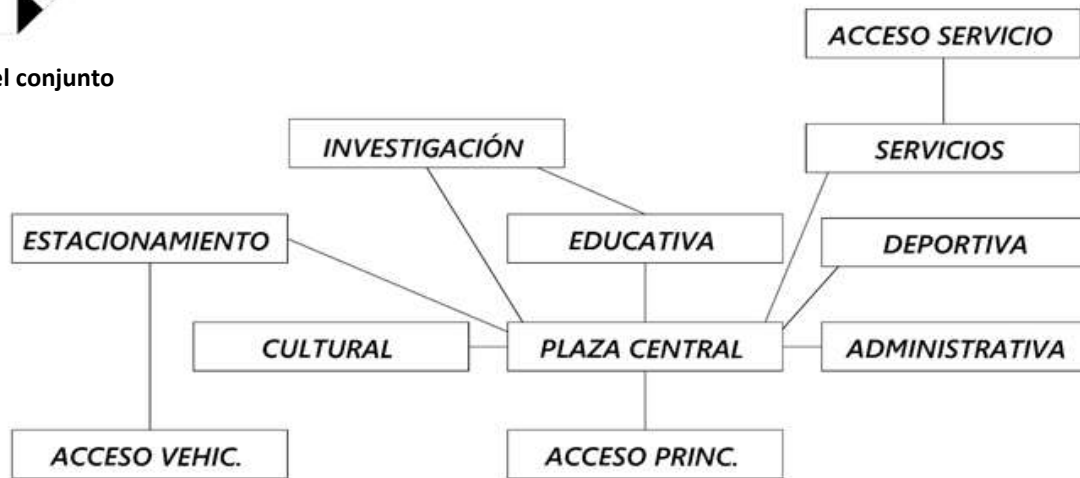 ACCESO SERVICIO
el conjunto
INVESTIGACIÓN
SERVICIOS
ESTACIONAMIENTO
EDUCATIVA
DEPORTIVA
CULTURAL
PLAZA CENTRAL
ADMINISTRATIVA
ACCESO VEHIC.
ACCESO PRINC.